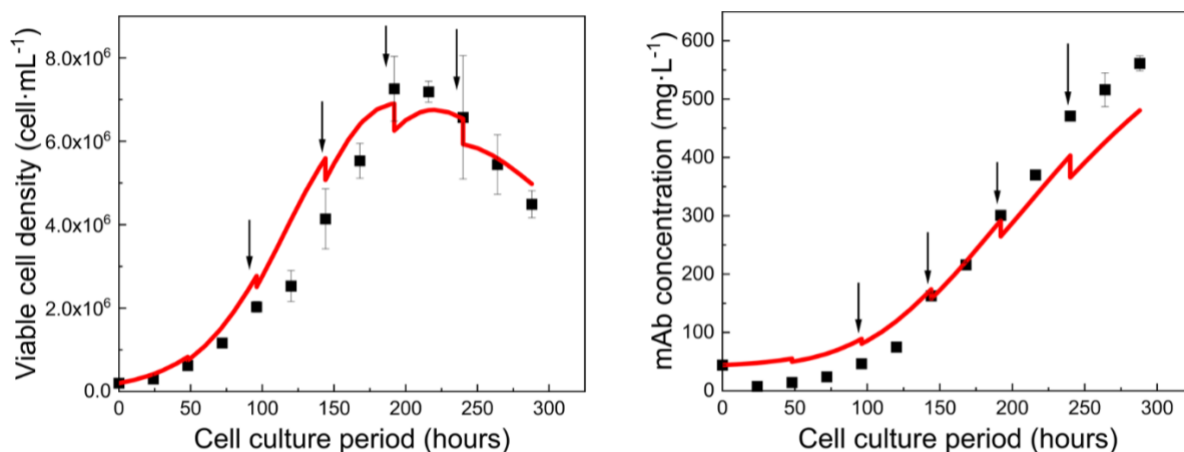 Viable cell density (cell·mL⁻¹)
8.0x10⁶
6.0x10⁶
4.0x10⁶
2.0x10⁶
0.0
0 50 100 150 200 250 300
Cell culture period (hours)
mAb concentration (mg·L⁻¹)
600
500
400
300
200
100
0
0 50 100 150 200 250 300
Cell culture period (hours)